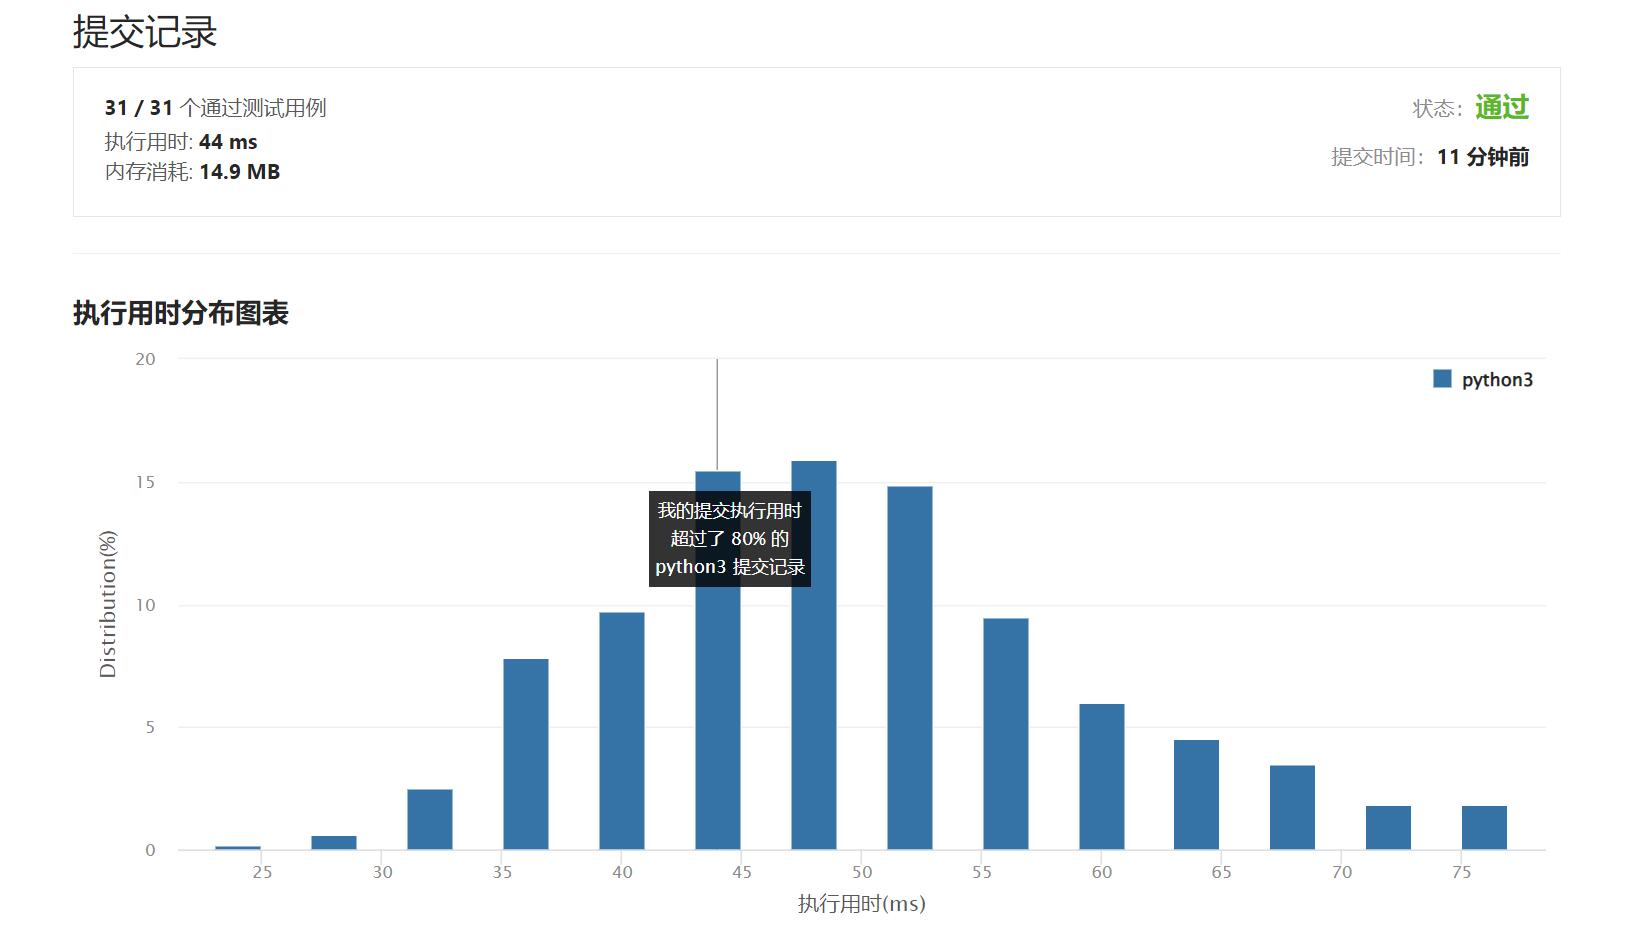 提交记录
31 / 31 个通过测试用例
状态：通过
执行用时: 44 ms
提交时间：11 分钟前
内存消耗: 14.9 MB
执行用时分布图表
20
python3
15
我的提交执行用时
超过了 80% 的
python3 提交记录
10
Distribution(%)
5
0
25 30 35 40 45 50 55 60 65 70 75
执行用时(ms)